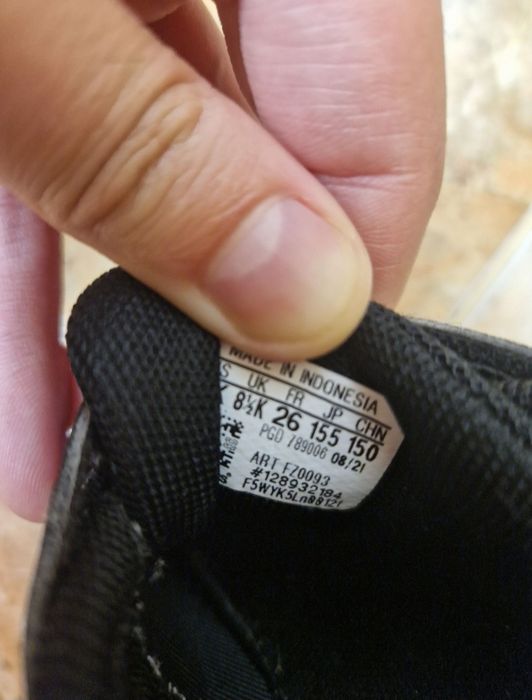 MADE IN INDONESIA
UK FR JP CHN
8½K 26 155 150
PGD 789006 08/21
ART FZ0093
#128932184